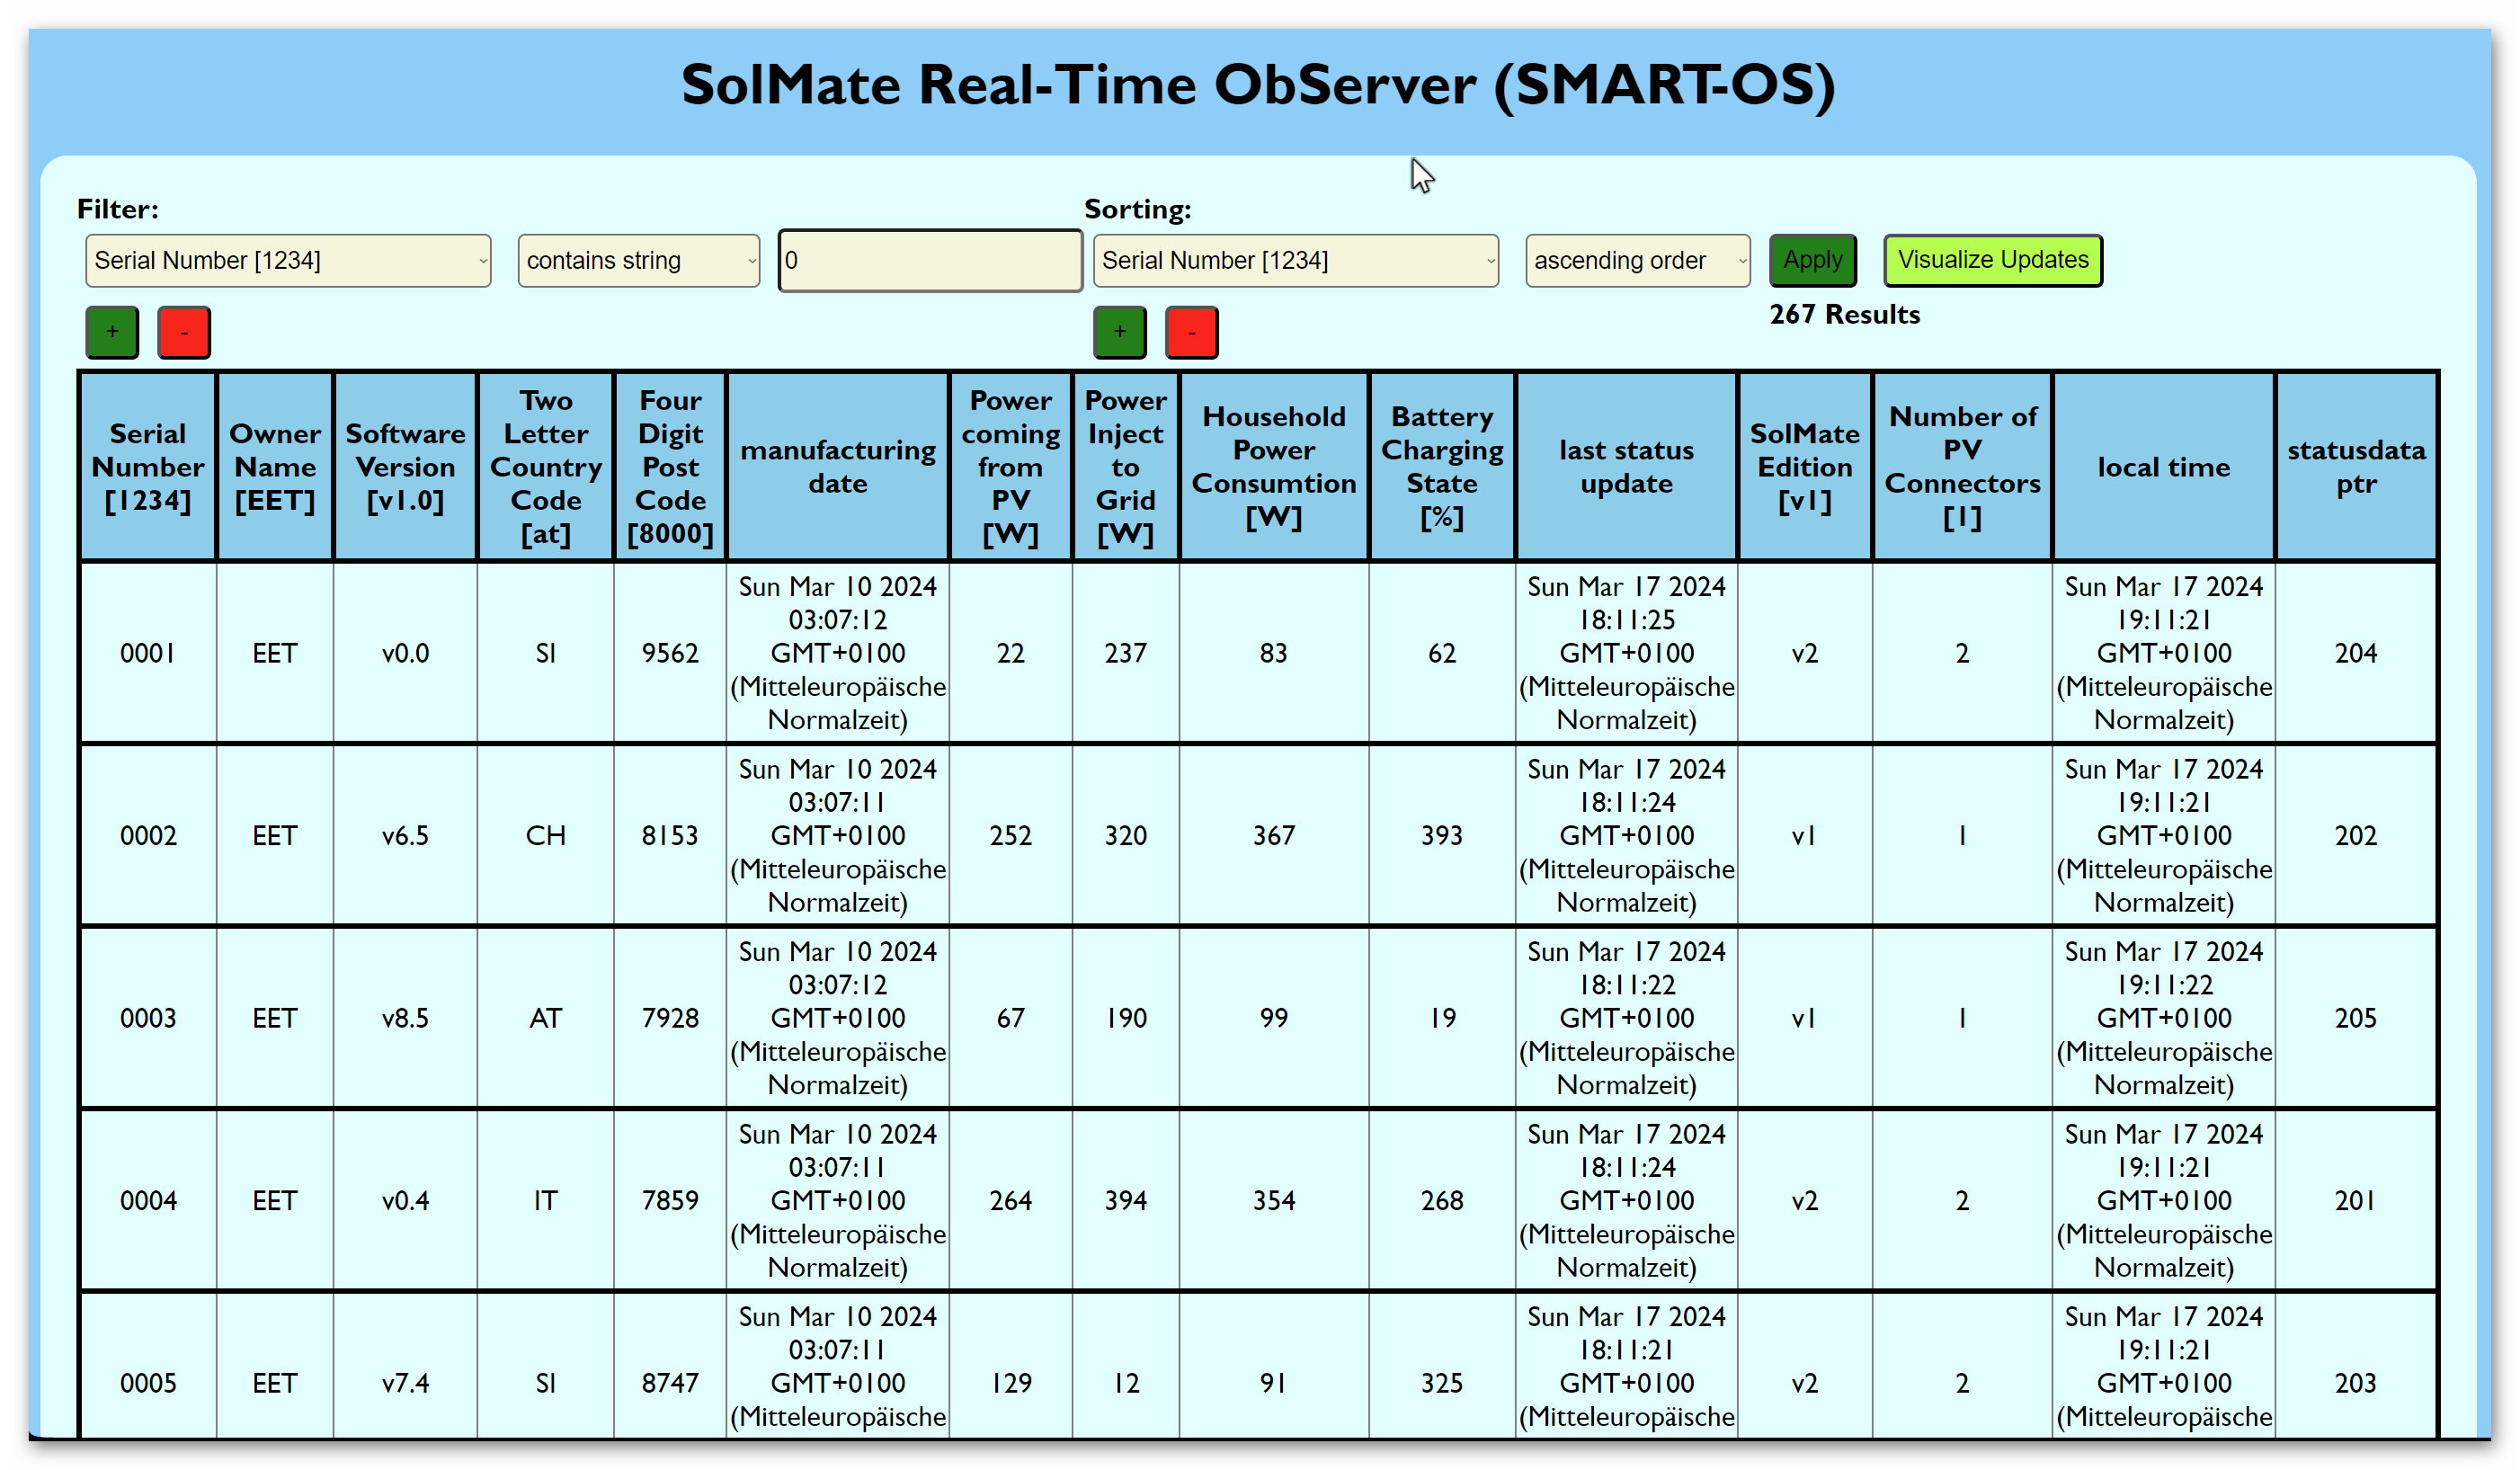 SolMate Real-Time ObServer (SMART-OS)
Filter:
Sorting:
Serial Number [1234] contains string 0 Serial Number [1234] ascending order Apply Visualize Updates
+ - + - 267 Results
Serial Number [1234]
Owner Name [EET]
Software Version [v1.0]
Two Letter Country Code [at]
Four Digit Post Code [8000]
manufacturing date
Power coming from PV [W]
Power Inject to Grid [W]
Household Power Consumtion [W]
Battery Charging State [%]
last status update
SolMate Edition [v1]
Number of PV Connectors [1]
local time
statusdata ptr
0001 EET v0.0 SI 9562 Sun Mar 10 2024 03:07:12 GMT+0100 (Mitteleuropäische Normalzeit) 22 237 83 62 Sun Mar 17 2024 18:11:25 GMT+0100 (Mitteleuropäische Normalzeit) v2 2 Sun Mar 17 2024 19:11:21 GMT+0100 (Mitteleuropäische Normalzeit) 204
0002 EET v6.5 CH 8153 Sun Mar 10 2024 03:07:11 GMT+0100 (Mitteleuropäische Normalzeit) 252 320 367 393 Sun Mar 17 2024 18:11:24 GMT+0100 (Mitteleuropäische Normalzeit) v1 1 Sun Mar 17 2024 19:11:21 GMT+0100 (Mitteleuropäische Normalzeit) 202
0003 EET v8.5 AT 7928 Sun Mar 10 2024 03:07:12 GMT+0100 (Mitteleuropäische Normalzeit) 67 190 99 19 Sun Mar 17 2024 18:11:22 GMT+0100 (Mitteleuropäische Normalzeit) v1 1 Sun Mar 17 2024 19:11:22 GMT+0100 (Mitteleuropäische Normalzeit) 205
0004 EET v0.4 IT 7859 Sun Mar 10 2024 03:07:11 GMT+0100 (Mitteleuropäische Normalzeit) 264 394 354 268 Sun Mar 17 2024 18:11:24 GMT+0100 (Mitteleuropäische Normalzeit) v2 2 Sun Mar 17 2024 19:11:21 GMT+0100 (Mitteleuropäische Normalzeit) 201
0005 EET v7.4 SI 8747 Sun Mar 10 2024 03:07:11 GMT+0100 (Mitteleuropäische 129 12 91 325 Sun Mar 17 2024 18:11:21 GMT+0100 (Mitteleuropäische v2 2 Sun Mar 17 2024 19:11:21 GMT+0100 (Mitteleuropäische 203